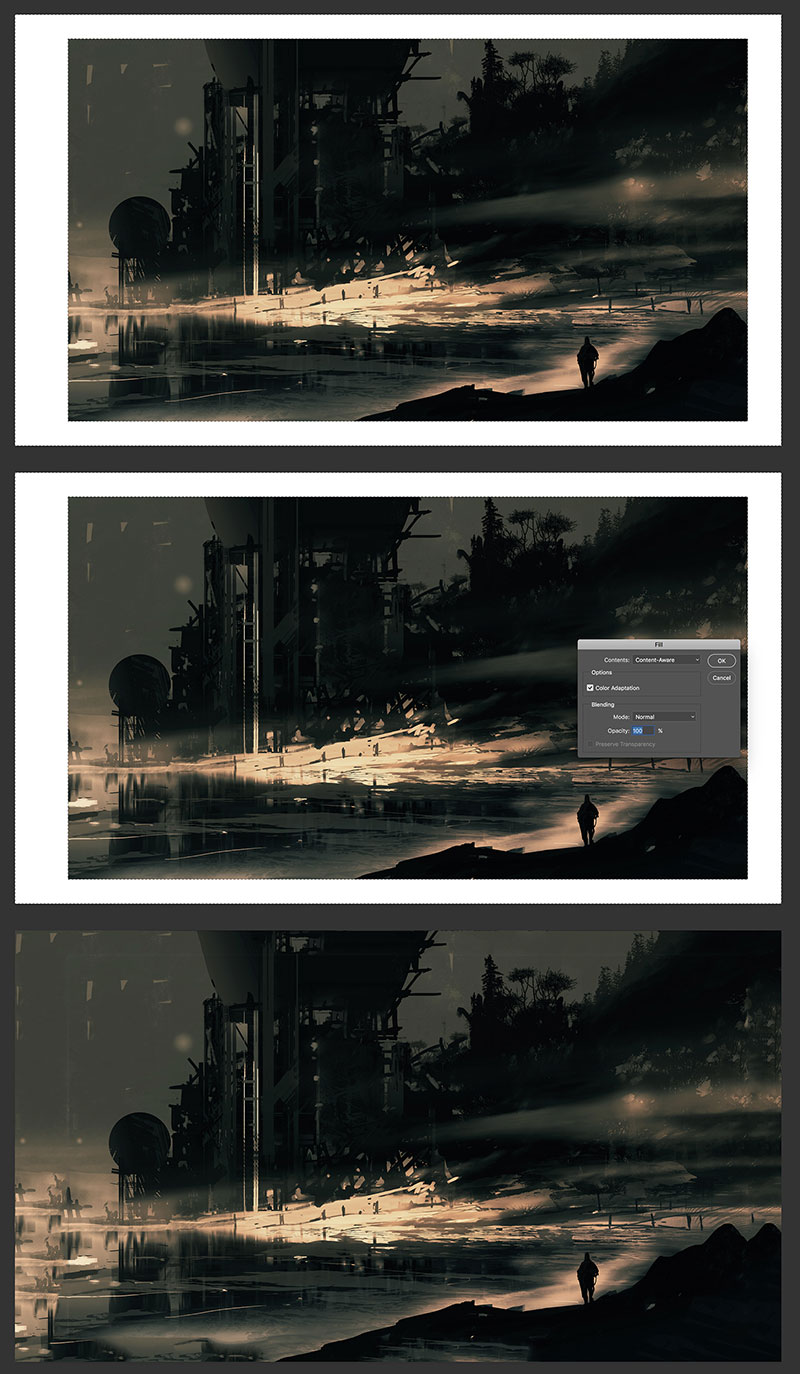 Fill
Contents: Content-Aware
OK
Options
Cancel
Color Adaptation
Blending
Mode: Normal
Opacity: 100 %
Preserve Transparency